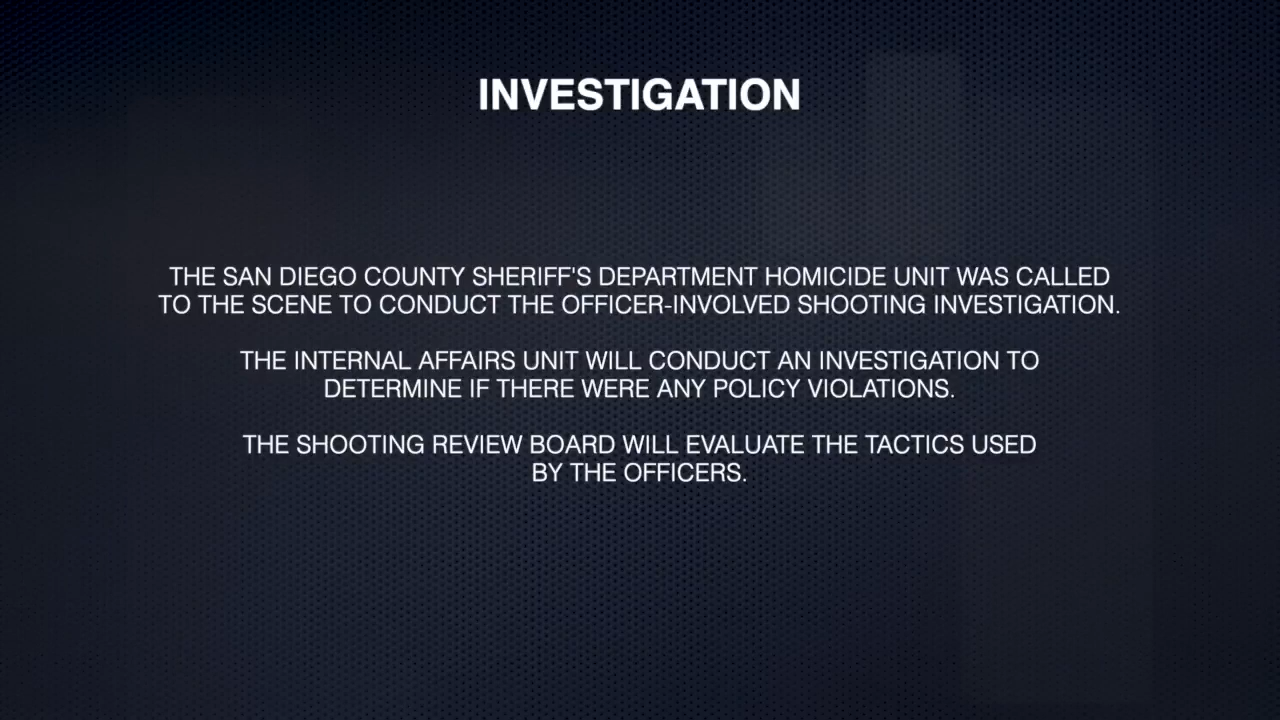 INVESTIGATION
THE SAN DIEGO COUNTY SHERIFF'S DEPARTMENT HOMICIDE UNIT WAS CALLED
TO THE SCENE TO CONDUCT THE OFFICER-INVOLVED SHOOTING INVESTIGATION.
THE INTERNAL AFFAIRS UNIT WILL CONDUCT AN INVESTIGATION TO
DETERMINE IF THERE WERE ANY POLICY VIOLATIONS.
THE SHOOTING REVIEW BOARD WILL EVALUATE THE TACTICS USED
BY THE OFFICERS.